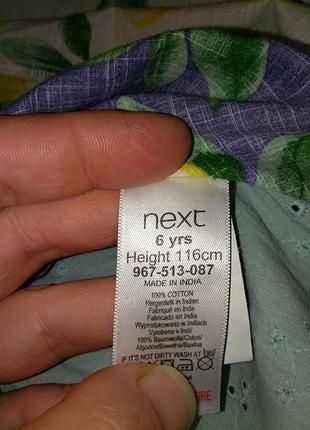 next
6 yrs
Height 116cm
967-513-087
MADE IN INDIA
100% COTTON
Hergestellt in Indien
Fabriqué en Inde
Fabricado en India
Wyprodukowano w Indiach
Vyrobeno v Indii
100% Baumwolle/Coton/
Algodón/Bawełna/Bavlna
IF IT'S NOT DIRTY WASH AT 30
FIRE